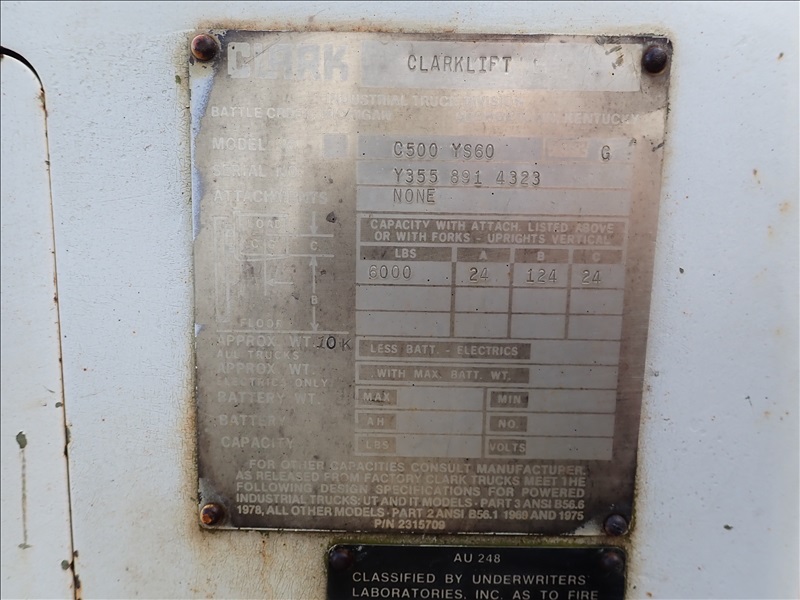 CLARK CLARKLIFT
INDUSTRIAL TRUCK
BATTLE KENTUCKY
MODEL C500 YS60 G
SERIAL NO. Y355 891 4323
ATTACHMENTS NONE
LOAD
CAPACITY WITH ATTACH. LISTED ABOVE
OR WITH FORKS - UPRIGHTS VERTICAL
C.G. C.
LBS A B C
6000 24 124 24
B
FLOOR
APPROX WT. 10K LESS BATT. - ELECTRICS
ALL TRUCKS
APPROX WT. WITH MAX. BATT. WT.
ELECTRICS ONLY
BATTERY WT. MAX MIN
BATTERY AH NO.
CAPACITY LBS VOLTS
FOR OTHER CAPACITIES CONSULT MANUFACTURER.
AS RELEASED FROM FACTORY CLARK TRUCKS MEET THE
FOLLOWING DESIGN SPECIFICATIONS FOR POWERED
INDUSTRIAL TRUCKS: UT AND IT MODELS - PART 3 ANSI B56.6
1978, ALL OTHER MODELS - PART 2 ANSI B56.1 1969 AND 1975
P/N 2315709
AU 248
CLASSIFIED BY UNDERWRITERS'
LABORATORIES, INC. AS TO FIRE